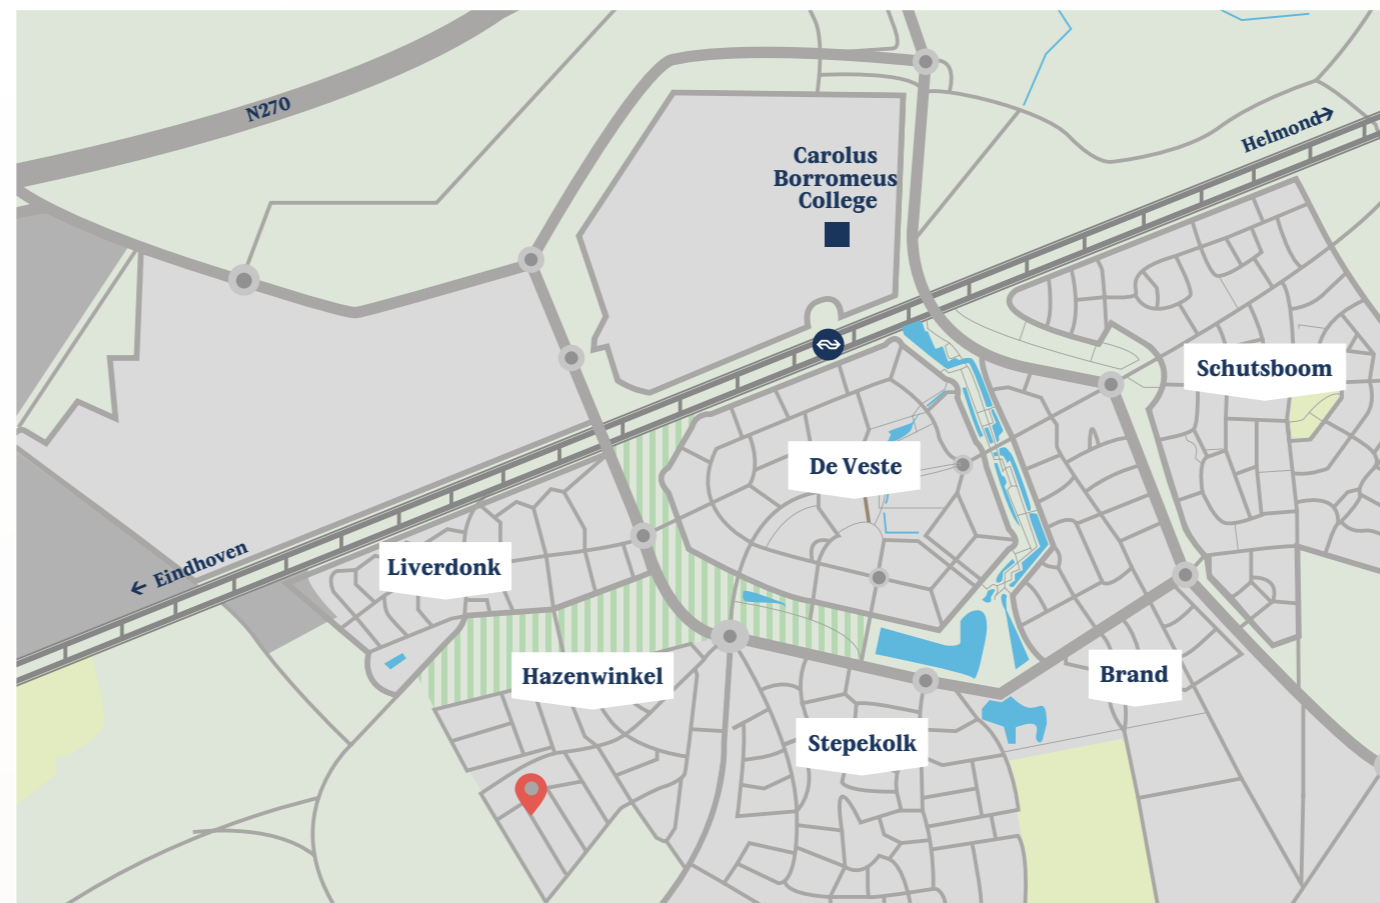 N270
Helmond →
Carolus
Borromeus
College
Schutsboom
De Veste
← Eindhoven
Liverdonk
Hazenwinkel
Brand
Stepekolk